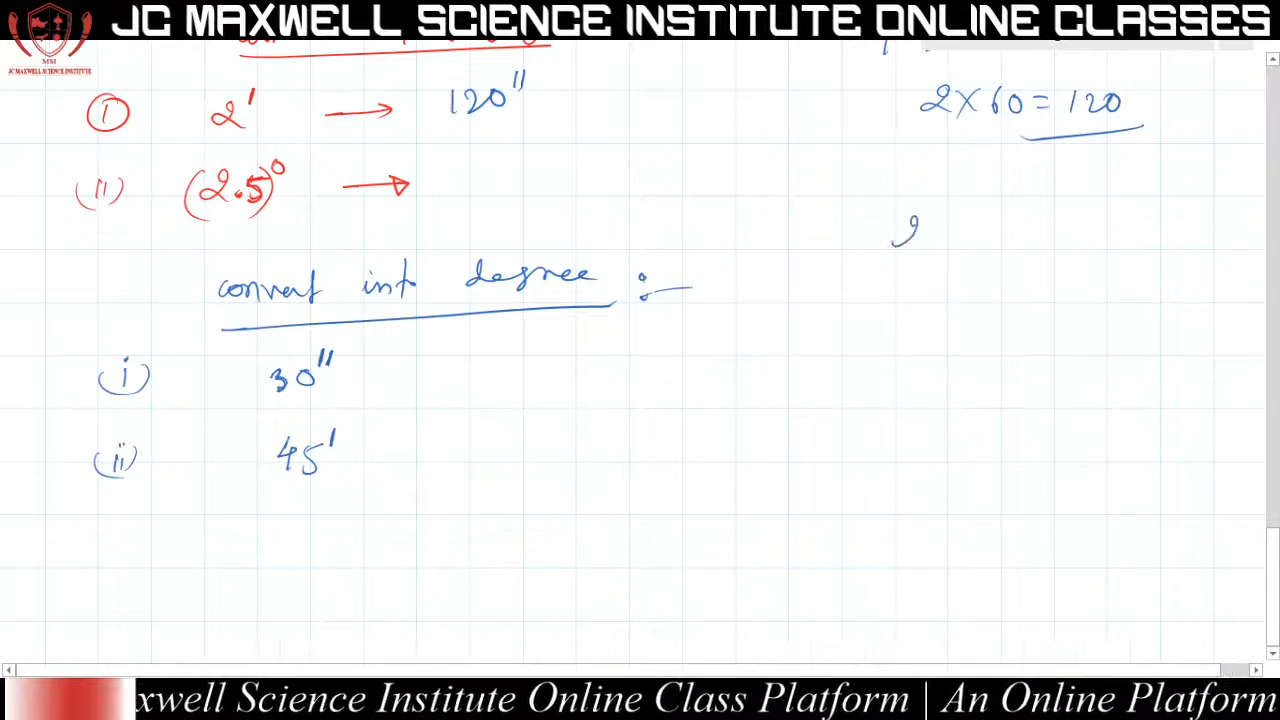 JC MAXWELL SCIENCE INSTITUTE ONLINE CLASSES
MSI
JC MAXWELL SCIENCE INSTITUTE
(i) 2' → 120''
2 × 60 = 120
(ii) (2.5)° →
2
convert into degree :-
(i) 30''
(ii) 45'
xwell Science Institute Online Class Platform | An Online Platform